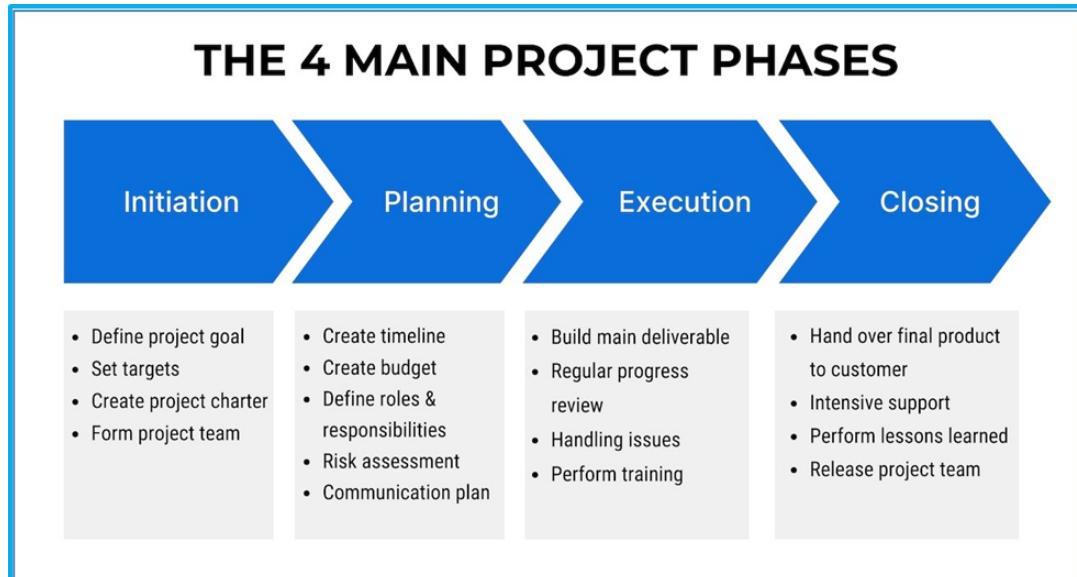 THE 4 MAIN PROJECT PHASES
Initiation
Planning
Execution
Closing
• Define project goal
• Set targets
• Create project charter
• Form project team
• Create timeline
• Create budget
• Define roles &
responsibilities
• Risk assessment
• Communication plan
• Build main deliverable
• Regular progress
review
• Handling issues
• Perform training
• Hand over final product
to customer
• Intensive support
• Perform lessons learned
• Release project team